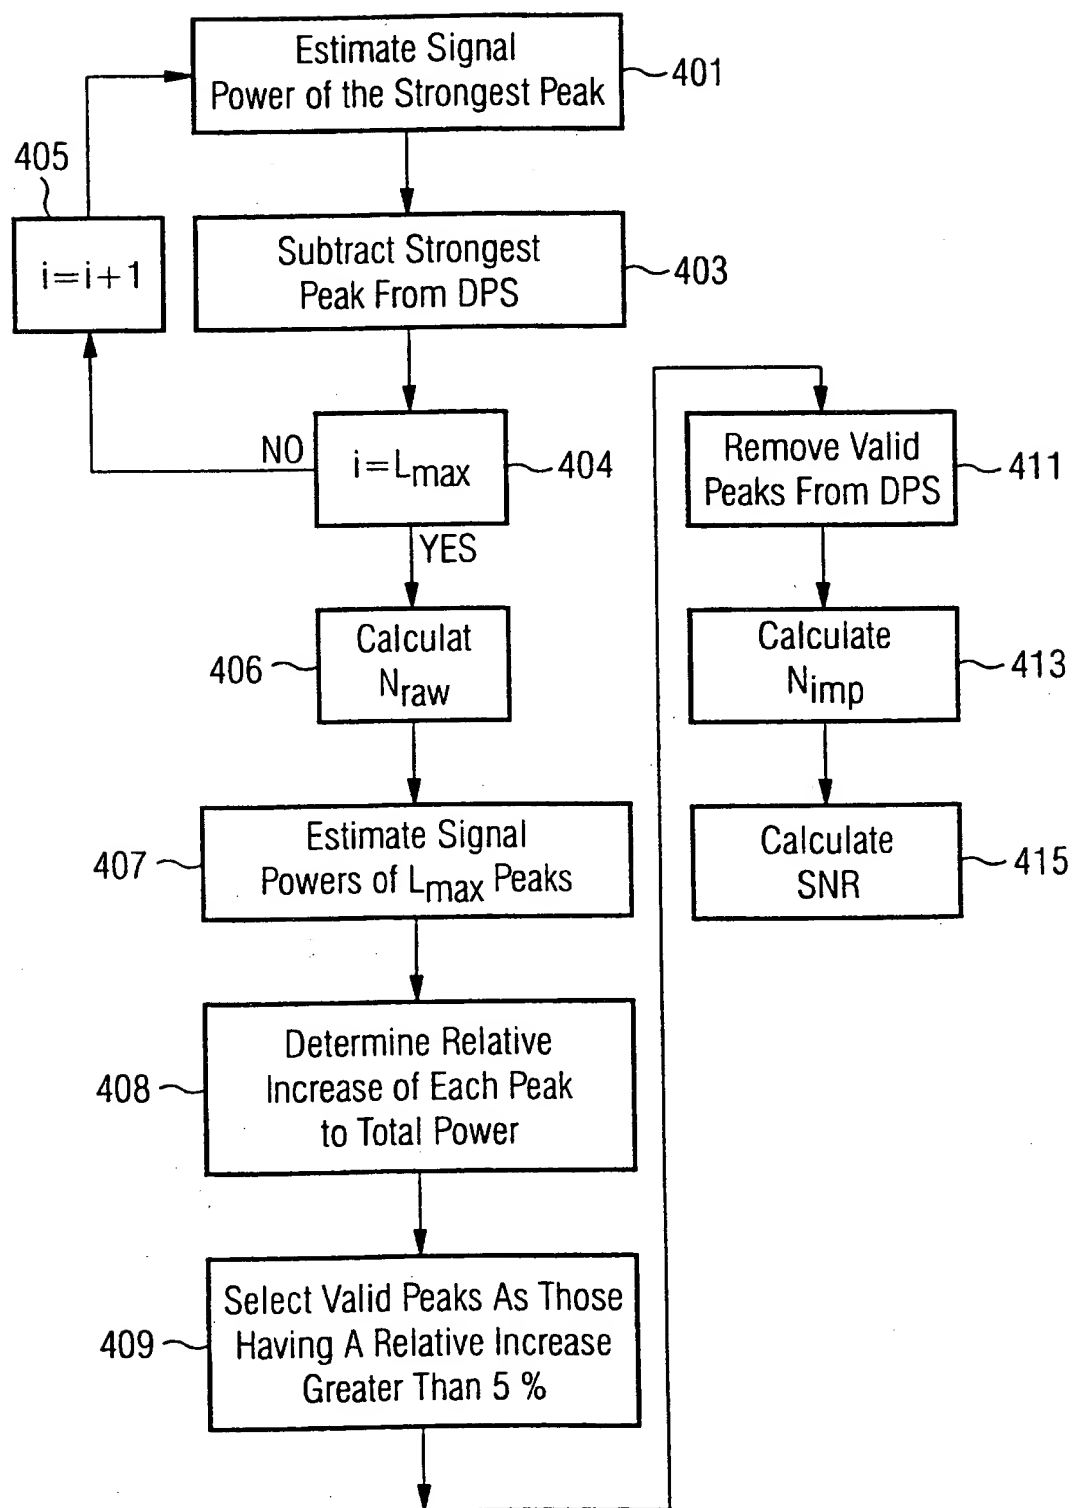 Estimate Signal
Power of the Strongest Peak
401
405
i=i+1
Subtract Strongest
Peak From DPS
403
NO
i=Lmax
404
YES
Calculat
Nraw
406
Estimate Signal
Powers of Lmax Peaks
407
Determine Relative
Increase of Each Peak
to Total Power
408
Select Valid Peaks As Those
Having A Relative Increase
Greater Than 5 %
409
Remove Valid
Peaks From DPS
411
Calculate
Nimp
413
Calculate
SNR
415